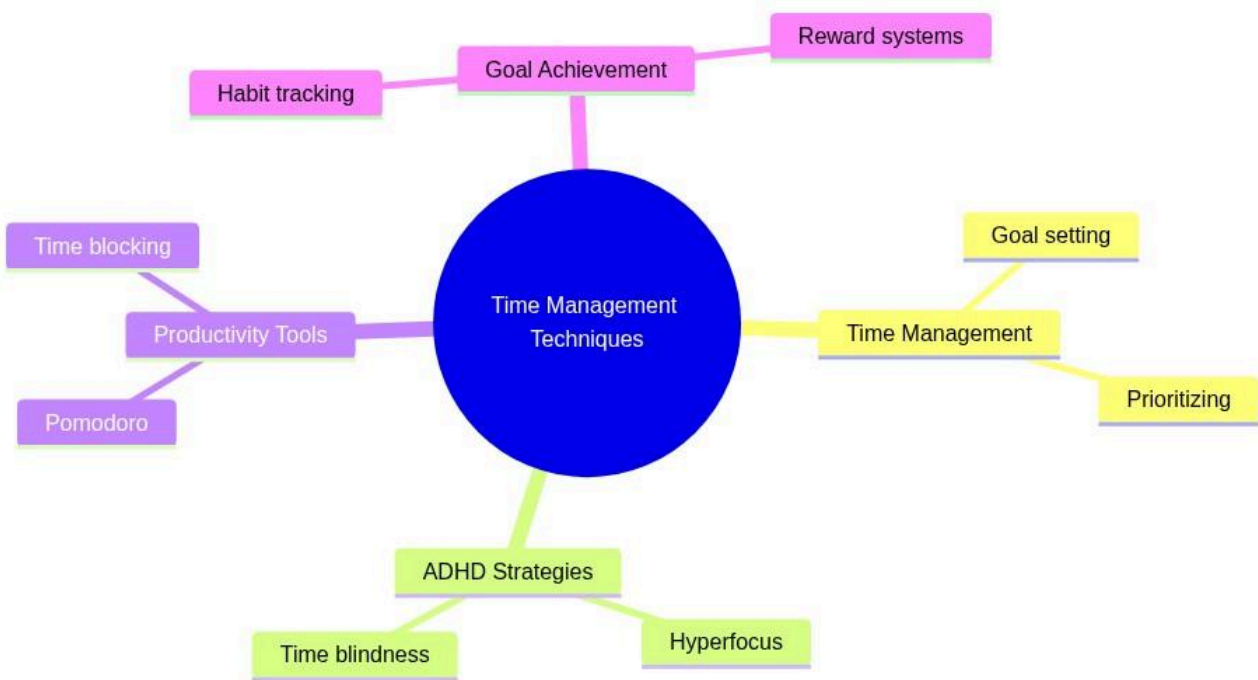 Reward systems
Goal Achievement
Habit tracking
Time blocking
Goal setting
Time Management
Techniques
Productivity Tools
Time Management
Prioritizing
Pomodoro
ADHD Strategies
Time blindness
Hyperfocus